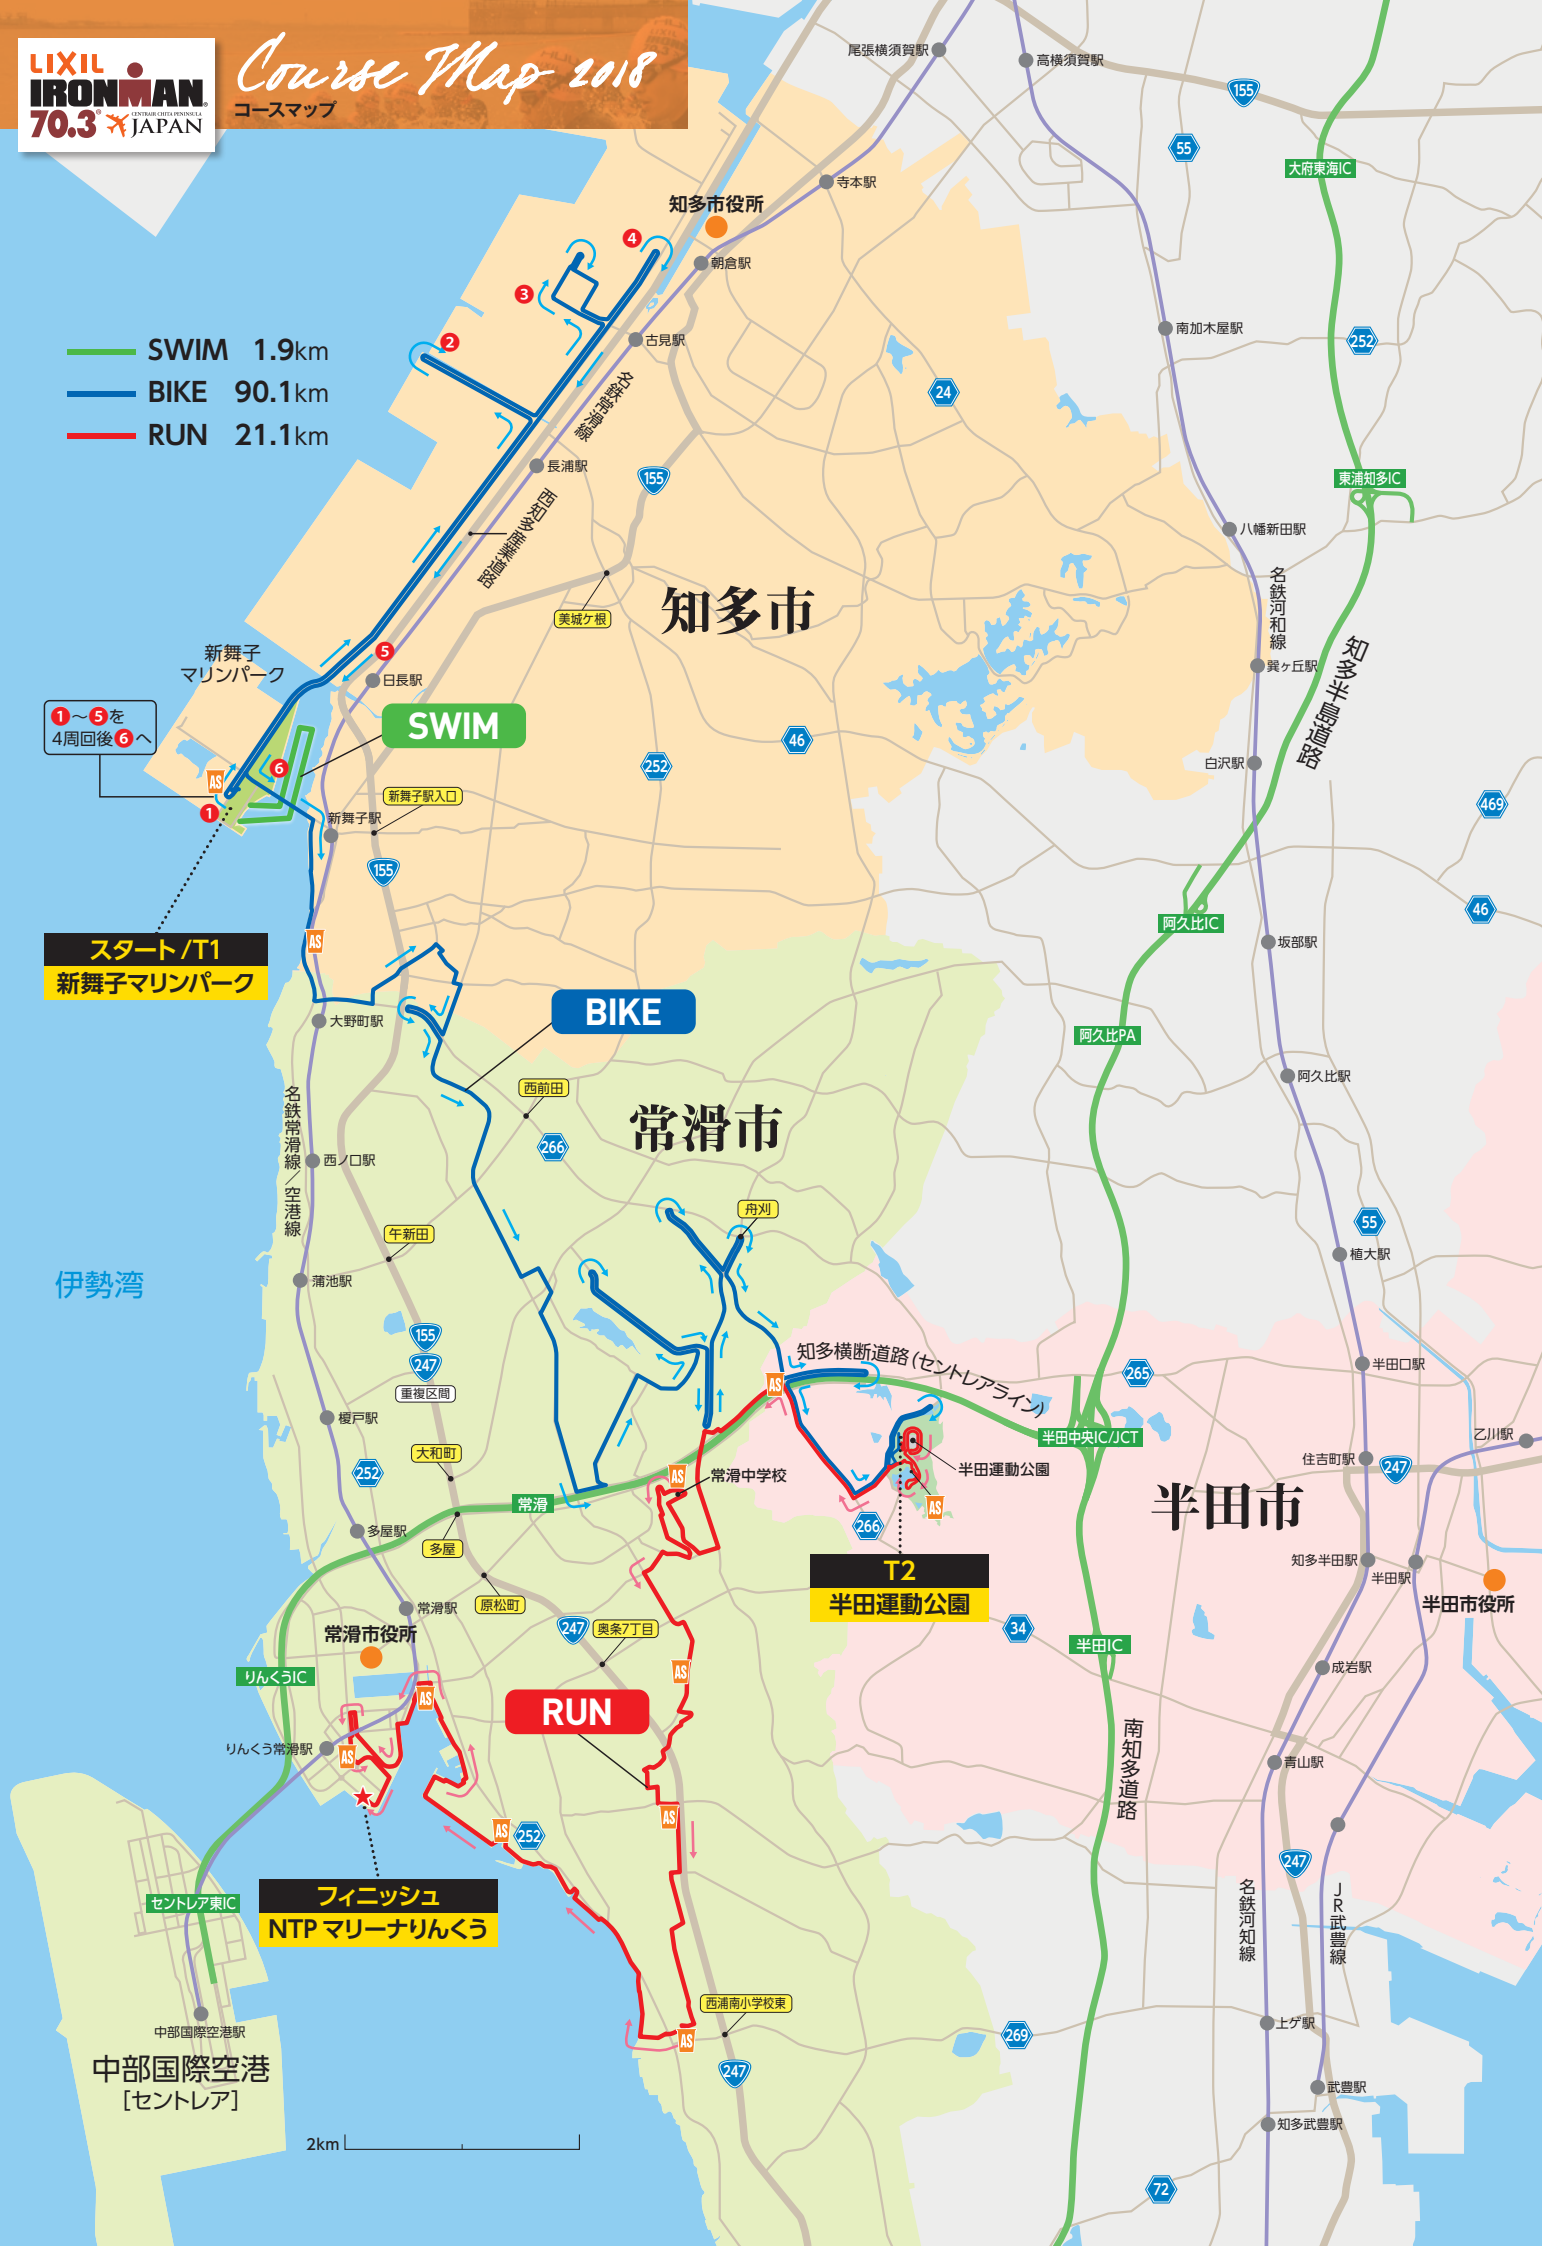 LIXIL
IRONMAN
70.3
CENTRAIR CHITA PENINSULA
JAPAN
Course Map 2018
コースマップ
SWIM 1.9km
BIKE 90.1km
RUN 21.1km
尾張横須賀駅
高横須賀駅
155
55
大府東海IC
寺本駅
知多市役所
朝倉駅
4
3
2
古見駅
南加木屋駅
252
24
名鉄常滑線
長浦駅
155
東浦知多IC
西知多産業道路
八幡新田駅
美城ケ根
知多市
名鉄河和線
新舞子
マリンパーク
5
日長駅
巽ヶ丘駅
知多半島道路
1～5を
4周回後6へ
SWIM
46
252
白沢駅
6
AS
1
新舞子駅入口
新舞子駅
469
155
46
阿久比IC
スタート/T1
新舞子マリンパーク
AS
坂部駅
大野町駅
BIKE
阿久比PA
阿久比駅
西前田
名鉄常滑線／空港線
266
常滑市
西ノ口駅
舟刈
午新田
55
植大駅
伊勢湾
蒲池駅
155
247
重複区間
知多横断道路(セントレアライン)
265
半田口駅
AS
榎戸駅
半田中央IC/JCT
乙川駅
大和町
252
住吉町駅
247
半田運動公園
AS
常滑中学校
常滑
AS
266
半田市
多屋駅
多屋
T2
半田運動公園
知多半田駅
半田駅
半田市役所
原松町
常滑駅
常滑市役所
247
奥条7丁目
34
半田IC
りんくうIC
AS
成岩駅
AS
RUN
りんくう常滑駅
AS
南知多道路
青山駅
AS
AS
252
247
フィニッシュ
NTPマリーナりんくう
セントレア東IC
名鉄河知線
JR武豊線
西浦南小学校東
AS
269
中部国際空港駅
上ゲ駅
中部国際空港
[セントレア]
247
武豊駅
知多武豊駅
2km
72